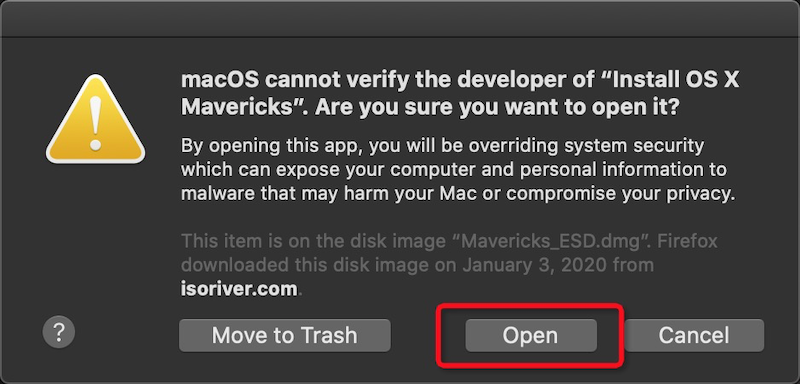 macOS cannot verify the developer of “Install OS X
Mavericks”. Are you sure you want to open it?
By opening this app, you will be overriding system security
which can expose your computer and personal information to
malware that may harm your Mac or compromise your privacy.
This item is on the disk image “Mavericks_ESD.dmg”. Firefox
downloaded this disk image on January 3, 2020 from
isoriver.com.
? Move to Trash Open Cancel